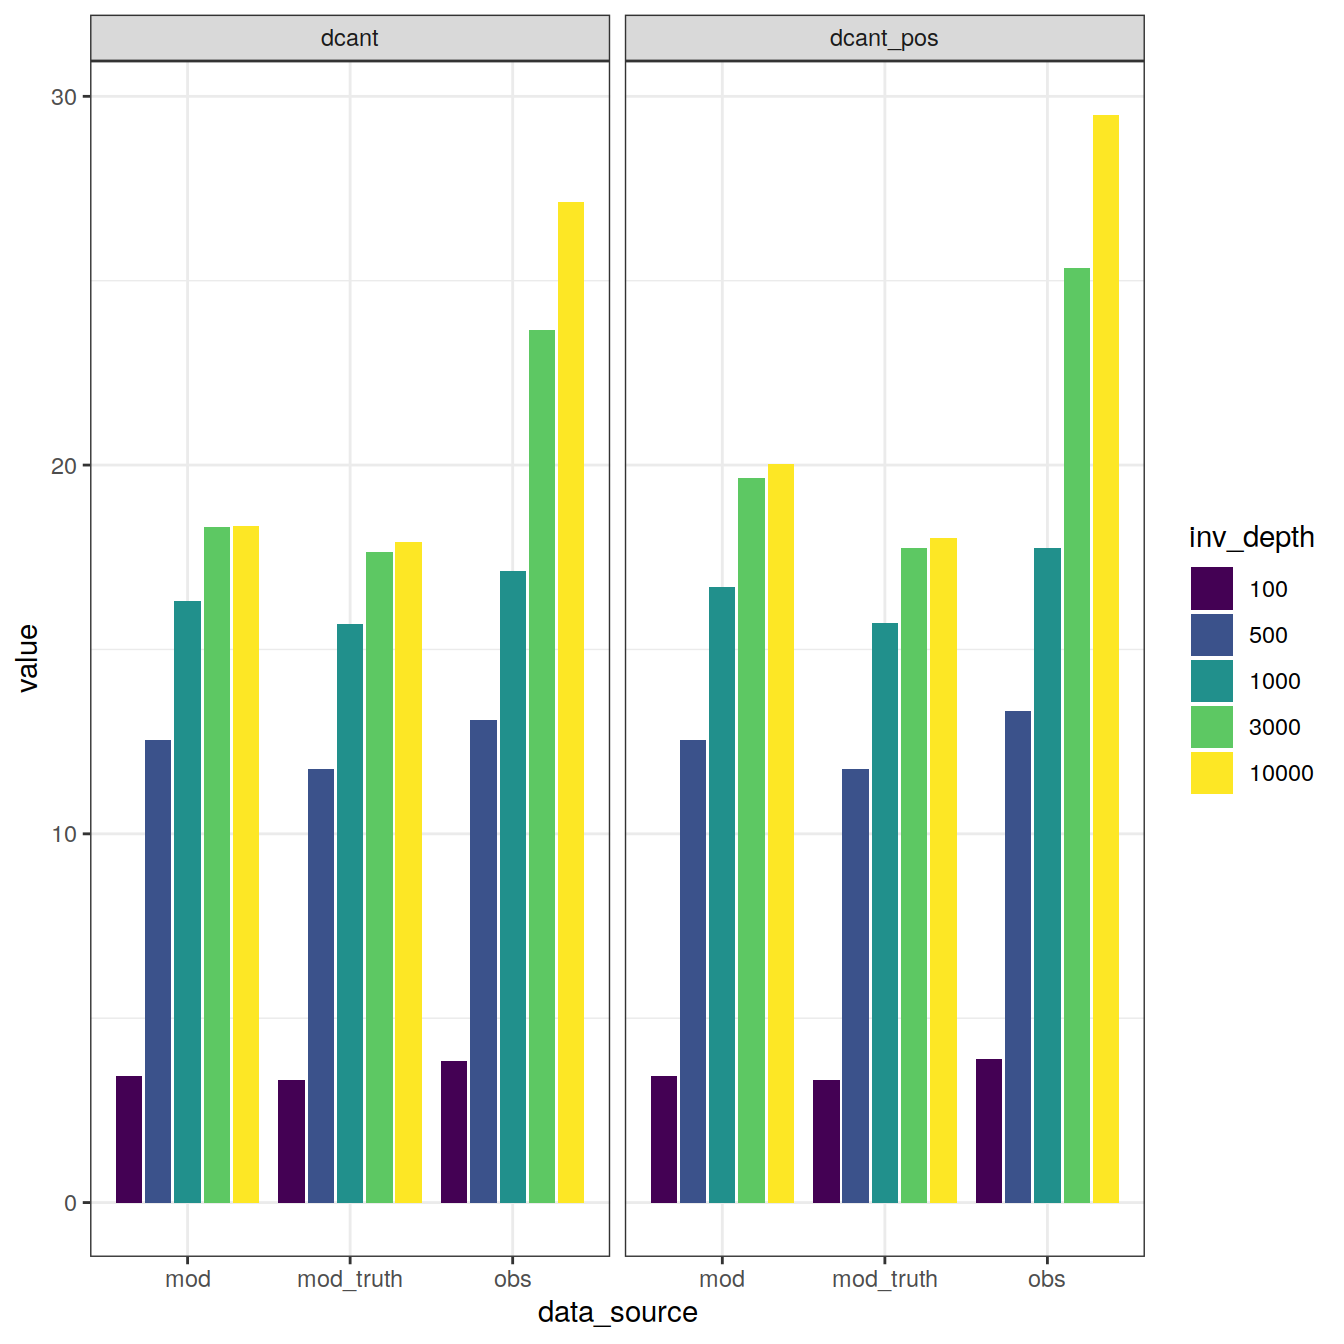 dcant
dcant_pos
30
20
10
0
value
mod
mod_truth
obs
mod
mod_truth
obs
data_source
inv_depth
100
500
1000
3000
10000